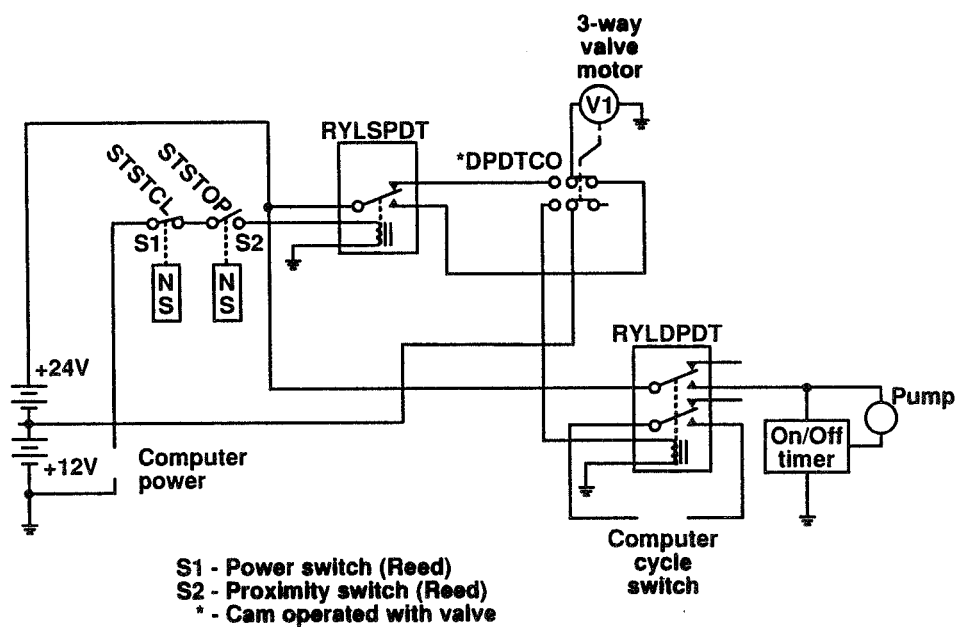 3-way
valve
motor
V1
RYLSPDT
*DPDTCO
STSTCL
STSTOP
S1
S2
N
S
N
S
RYLDPDT
+24V
Pump
On/Off
timer
+12V
Computer
power
Computer
cycle
switch
S1 - Power switch (Reed)
S2 - Proximity switch (Reed)
* - Cam operated with valve